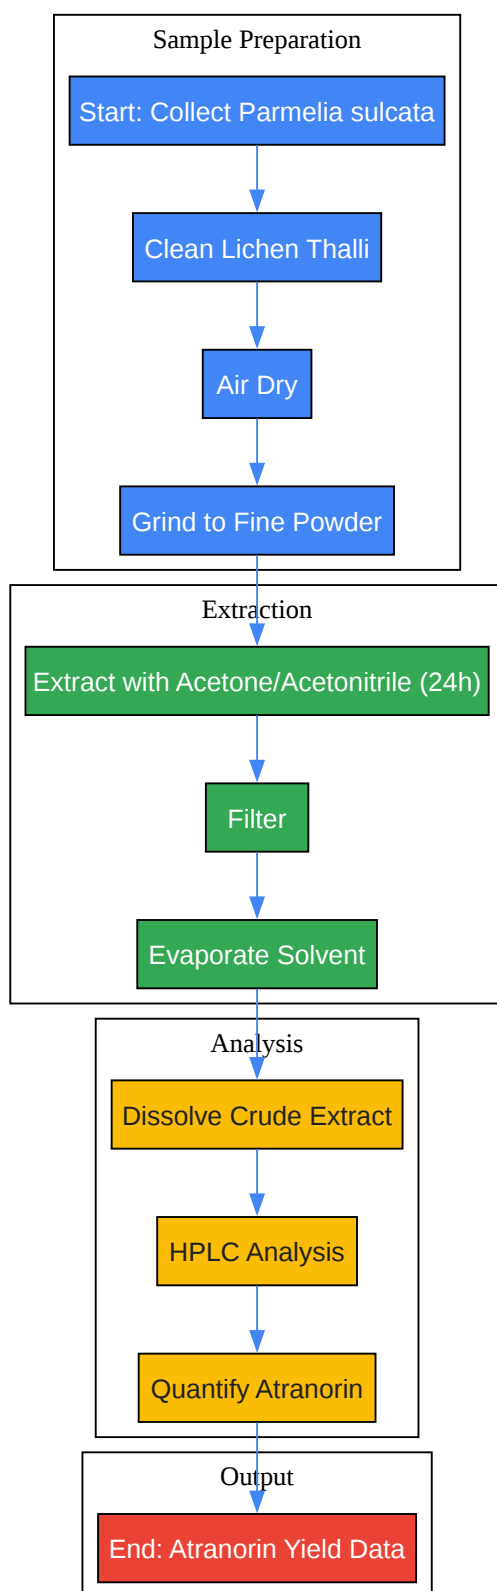 Sample Preparation
Start: Collect Parmelia sulcata
Clean Lichen Thalli
Air Dry
Grind to Fine Powder
Extraction
Extract with Acetone/Acetonitrile (24h)
Filter
Evaporate Solvent
Analysis
Dissolve Crude Extract
HPLC Analysis
Quantify Atranorin
Output
End: Atranorin Yield Data